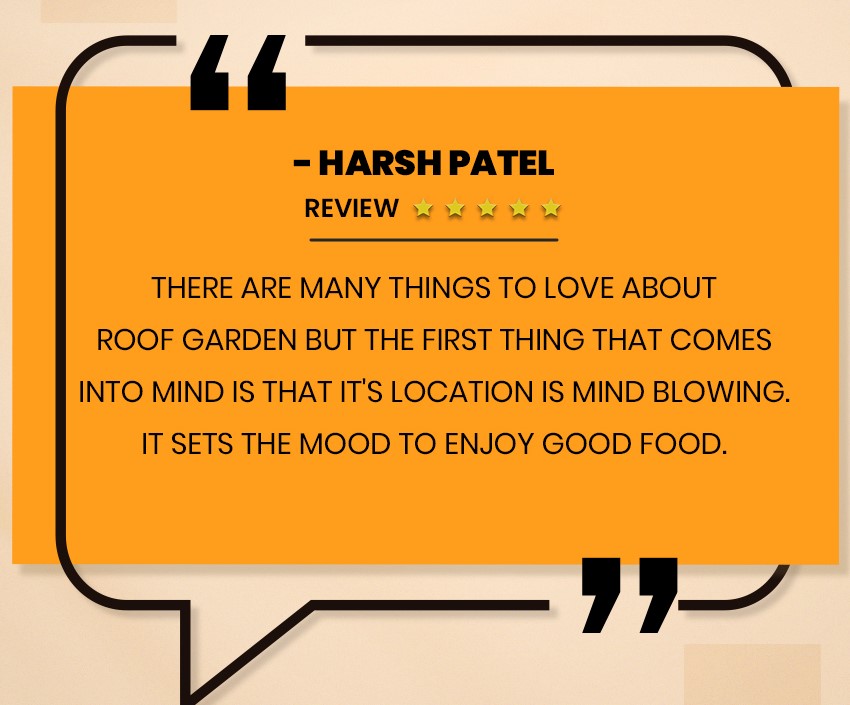 - HARSH PATEL
REVIEW
THERE ARE MANY THINGS TO LOVE ABOUT
ROOF GARDEN BUT THE FIRST THING THAT COMES
INTO MIND IS THAT IT'S LOCATION IS MIND BLOWING.
IT SETS THE MOOD TO ENJOY GOOD FOOD.